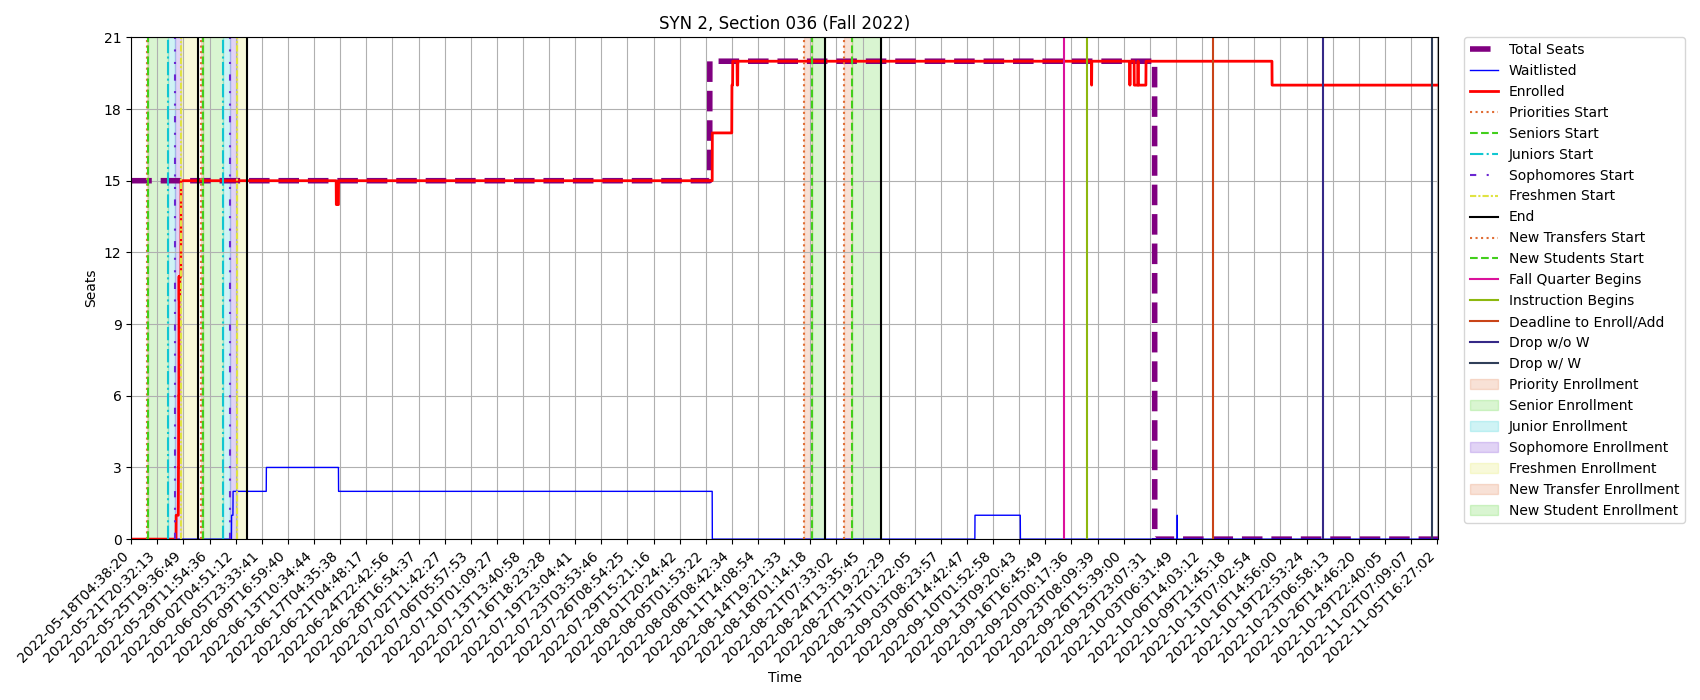 SYN 2, Section 036 (Fall 2022)
21
18
15
12
9
6
3
0
Seats
2022-05-18T04:38:20
2022-05-21T20:32:13
2022-05-25T19:36:49
2022-05-29T11:54:36
2022-06-02T04:51:12
2022-06-05T23:33:41
2022-06-09T16:59:40
2022-06-13T10:34:44
2022-06-17T04:35:38
2022-06-21T04:48:17
2022-06-24T22:42:56
2022-06-28T16:54:37
2022-07-02T11:42:27
2022-07-06T05:57:53
2022-07-10T01:09:27
2022-07-13T13:40:58
2022-07-16T18:23:28
2022-07-19T23:04:41
2022-07-23T03:53:46
2022-07-26T08:54:25
2022-07-29T15:21:16
2022-08-01T20:24:42
2022-08-05T01:53:22
2022-08-08T08:42:34
2022-08-11T14:08:54
2022-08-14T19:21:33
2022-08-18T01:14:18
2022-08-21T07:33:02
2022-08-24T13:35:45
2022-08-27T19:22:29
2022-08-31T01:22:05
2022-09-03T08:23:57
2022-09-06T14:42:47
2022-09-10T01:52:58
2022-09-13T09:20:43
2022-09-16T16:45:49
2022-09-20T00:17:36
2022-09-23T08:09:39
2022-09-26T15:39:00
2022-09-29T23:07:31
2022-10-03T06:31:49
2022-10-06T14:03:12
2022-10-09T21:45:18
2022-10-13T07:02:54
2022-10-16T14:56:00
2022-10-19T22:53:24
2022-10-23T06:58:13
2022-10-26T14:46:20
2022-10-29T22:40:05
2022-11-02T07:09:07
2022-11-05T16:27:02
Time
Total Seats
Waitlisted
Enrolled
Priorities Start
Seniors Start
Juniors Start
Sophomores Start
Freshmen Start
End
New Transfers Start
New Students Start
Fall Quarter Begins
Instruction Begins
Deadline to Enroll/Add
Drop w/o W
Drop w/ W
Priority Enrollment
Senior Enrollment
Junior Enrollment
Sophomore Enrollment
Freshmen Enrollment
New Transfer Enrollment
New Student Enrollment